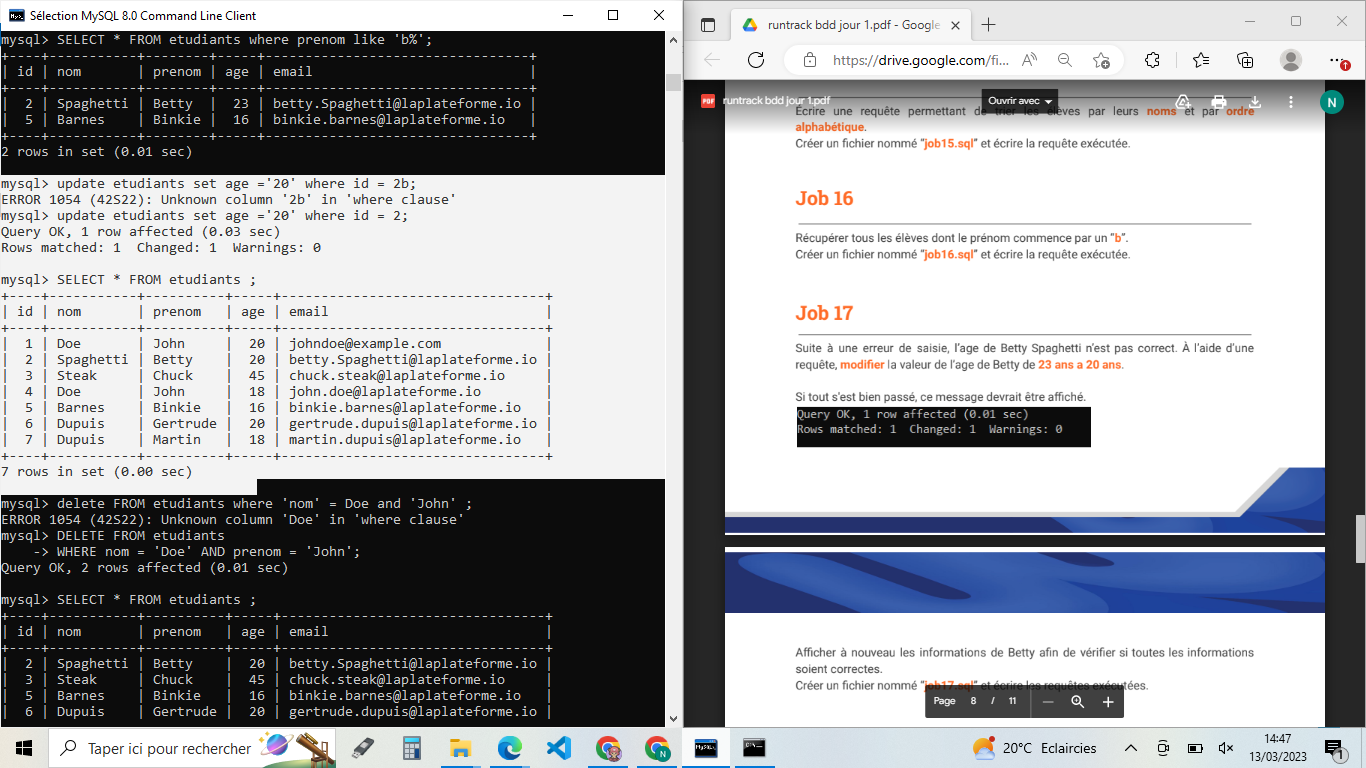 Sélection MySQL 8.0 Command Line Client
mysql> SELECT * FROM etudiants where prenom like 'b%';
+----+-----------+----------+-----+------------------------------+
| id | nom | prenom | age | email |
+----+-----------+----------+-----+------------------------------+
| 2 | Spaghetti | Betty | 23 | betty.Spaghetti@laplateforme.io |
| 5 | Barnes | Binkie | 16 | binkie.barnes@laplateforme.io |
+----+-----------+----------+-----+------------------------------+
2 rows in set (0.01 sec)
mysql> update etudiants set age ='20' where id = 2b;
ERROR 1054 (42S22): Unknown column '2b' in 'where clause'
mysql> update etudiants set age ='20' where id = 2;
Query OK, 1 row affected (0.03 sec)
Rows matched: 1 Changed: 1 Warnings: 0
mysql> SELECT * FROM etudiants ;
+----+-----------+----------+-----+---------------------------------+
| id | nom | prenom | age | email |
+----+-----------+----------+-----+---------------------------------+
| 1 | Doe | John | 20 | johndoe@example.com |
| 2 | Spaghetti | Betty | 20 | betty.Spaghetti@laplateforme.io |
| 3 | Steak | Chuck | 45 | chuck.steak@laplateforme.io |
| 4 | Doe | John | 18 | john.doe@laplateforme.io |
| 5 | Barnes | Binkie | 16 | binkie.barnes@laplateforme.io |
| 6 | Dupuis | Gertrude | 20 | gertrude.dupuis@laplateforme.io |
| 7 | Dupuis | Martin | 18 | martin.dupuis@laplateforme.io |
+----+-----------+----------+-----+---------------------------------+
7 rows in set (0.00 sec)
mysql> delete FROM etudiants where 'nom' = Doe and 'John' ;
ERROR 1054 (42S22): Unknown column 'Doe' in 'where clause'
mysql> DELETE FROM etudiants
-> WHERE nom = 'Doe' AND prenom = 'John';
Query OK, 2 rows affected (0.01 sec)
mysql> SELECT * FROM etudiants ;
+----+-----------+----------+-----+---------------------------------+
| id | nom | prenom | age | email |
+----+-----------+----------+-----+---------------------------------+
| 2 | Spaghetti | Betty | 20 | betty.Spaghetti@laplateforme.io |
| 3 | Steak | Chuck | 45 | chuck.steak@laplateforme.io |
| 5 | Barnes | Binkie | 16 | binkie.barnes@laplateforme.io |
| 6 | Dupuis | Gertrude | 20 | gertrude.dupuis@laplateforme.io |
runtrack bdd jour 1.pdf - Google
https://drive.google.com/fi...
PDF runtrack bdd jour 1.pdf
Ouvrir avec
N
Écrire une requête permettant de trier les élèves par leurs noms et par ordre
alphabétique.
Créer un fichier nommé “job15.sql” et écrire la requête exécutée.
Job 16
Récupérer tous les élèves dont le prénom commence par un “b”.
Créer un fichier nommé “job16.sql” et écrire la requête exécutée.
Job 17
Suite à une erreur de saisie, l’age de Betty Spaghetti n’est pas correct. À l’aide d’une
requête, modifier la valeur de l’age de Betty de 23 ans a 20 ans.
Si tout s’est bien passé, ce message devrait être affiché.
Query OK, 1 row affected (0.01 sec)
Rows matched: 1 Changed: 1 Warnings: 0
Afficher à nouveau les informations de Betty afin de vérifier si toutes les informations
soient correctes.
Créer un fichier nommé “job17.sql” et écrire les requêtes exécutées.
Page 8 / 11
Taper ici pour rechercher
N
MySQL
20°C Eclaircies
14:47
13/03/2023
1